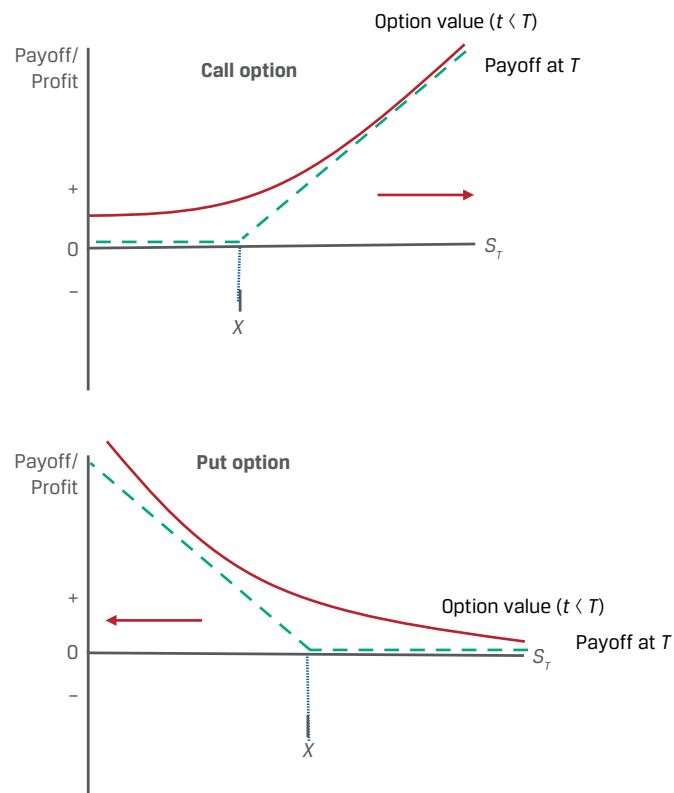 Option value (t < T)
Payoff/
Profit
Call option
Payoff at T
+
0
S_T
−
X
Payoff/
Profit
Put option
+
Option value (t < T)
Payoff at T
0
S_T
−
X